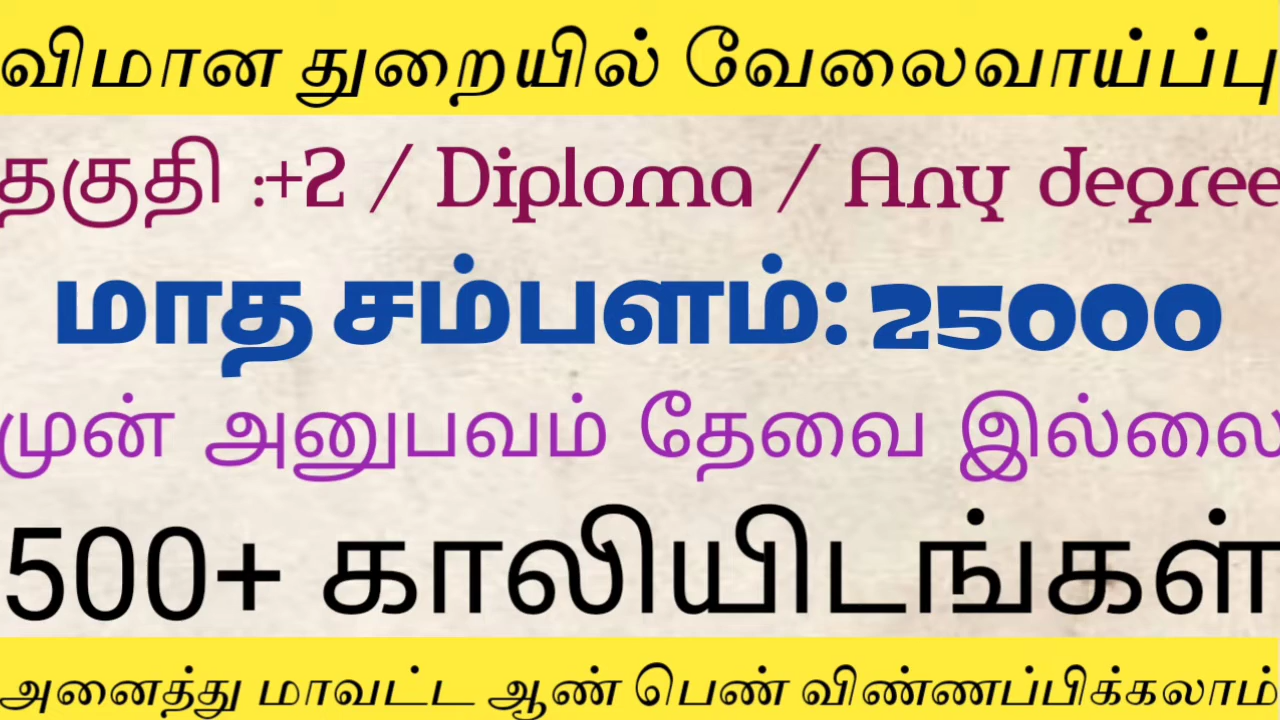 விமான துறையில் வேலைவாய்ப்பு
தகுதி :+2 / Diploma / Any degree
மாத சம்பளம்: 25000
முன் அனுபவம் தேவை இல்லை
500+ காலியிடங்கள்
அனைத்து மாவட்ட ஆண் பெண் விண்ணப்பிக்கலாம்